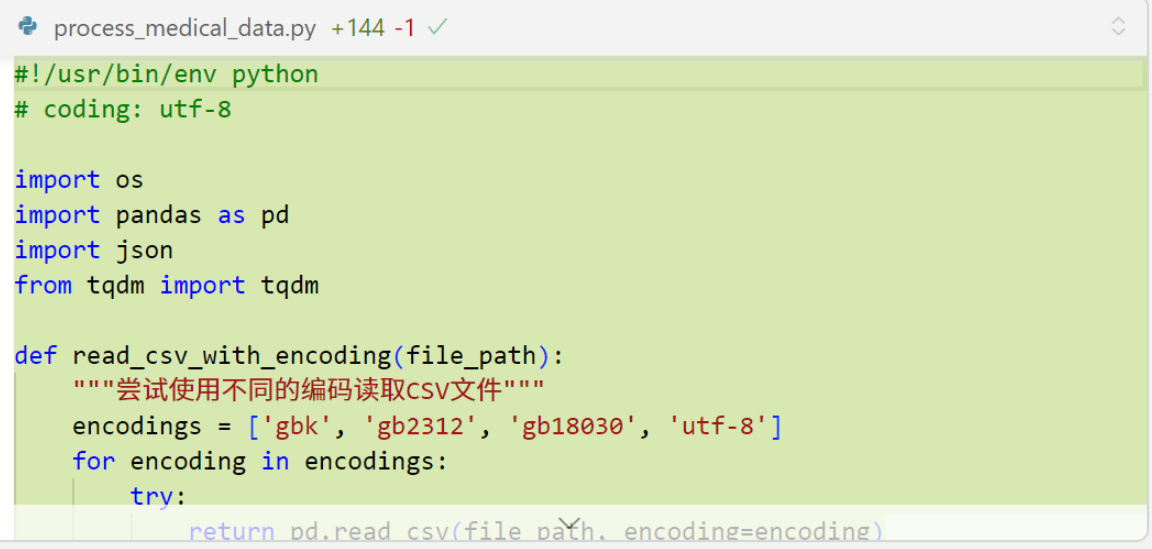 process_medical_data.py +144 -1
#!/usr/bin/env python
# coding: utf-8
import os
import pandas as pd
import json
from tqdm import tqdm
def read_csv_with_encoding(file_path):
"""尝试使用不同的编码读取CSV文件"""
encodings = ['gbk', 'gb2312', 'gb18030', 'utf-8']
for encoding in encodings:
try:
return pd.read_csv(file_path, encoding=encoding)